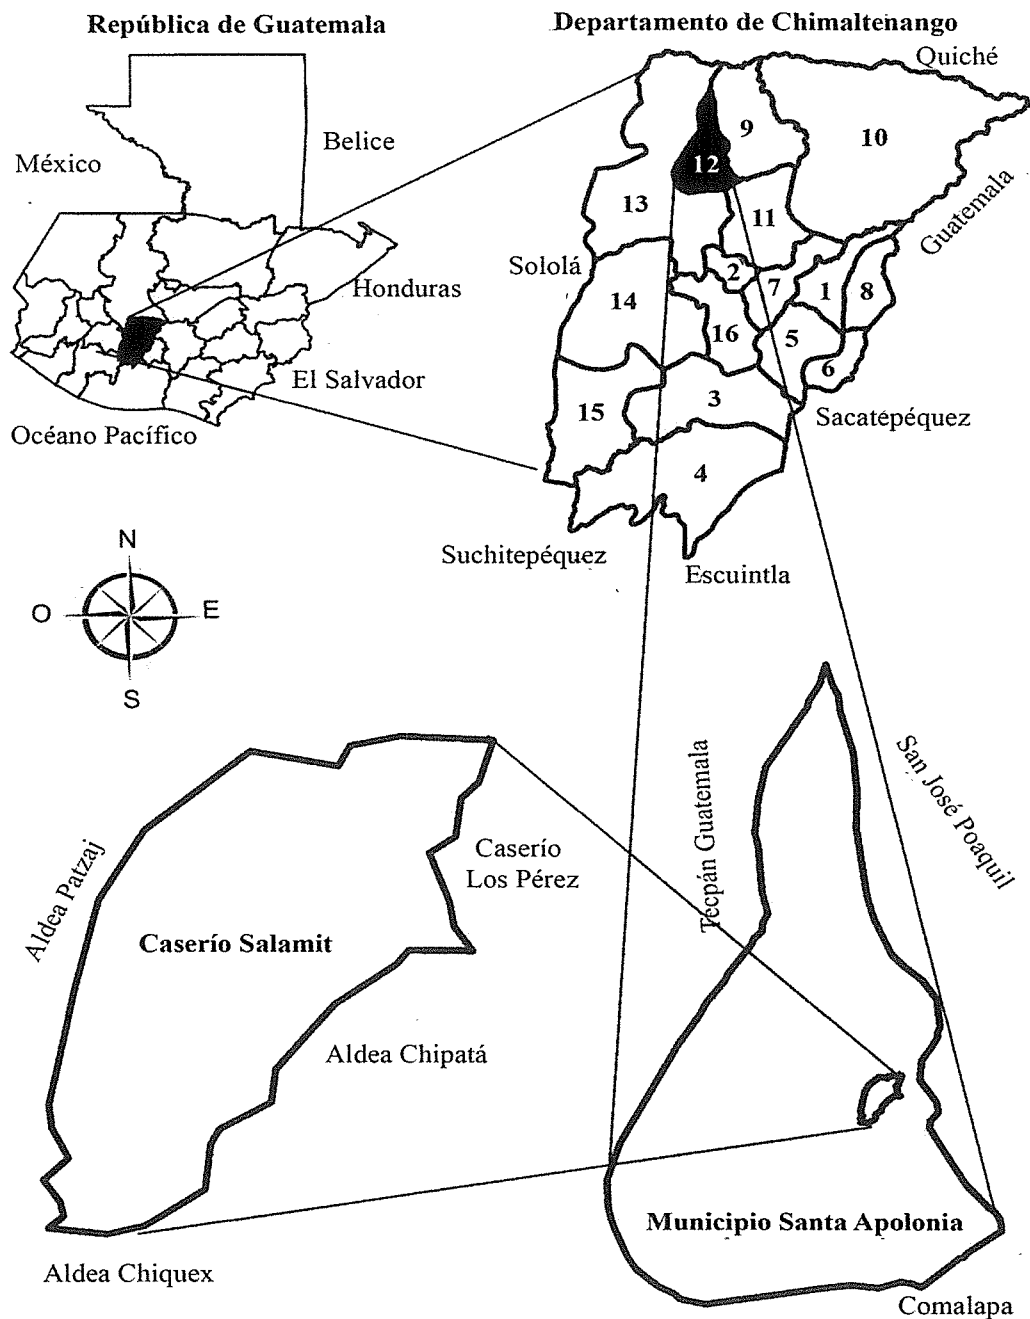 República de Guatemala
Departamento de Chimaltenango
Quiché
México
Belice
9
10
12
13
11
Guatemala
Sololá
2
7
1
8
Honduras
14
16
5
6
El Salvador
15
3
Sacatepéquez
Océano Pacífico
4
Suchitepéquez
Escuintla
N
O
E
S
Tecpán Guatemala
San José Poaquil
Aldea Patzaj
Caserío
Los Pérez
Caserío Salamit
Aldea Chipatá
Municipio Santa Apolonia
Aldea Chiquex
Comalapa